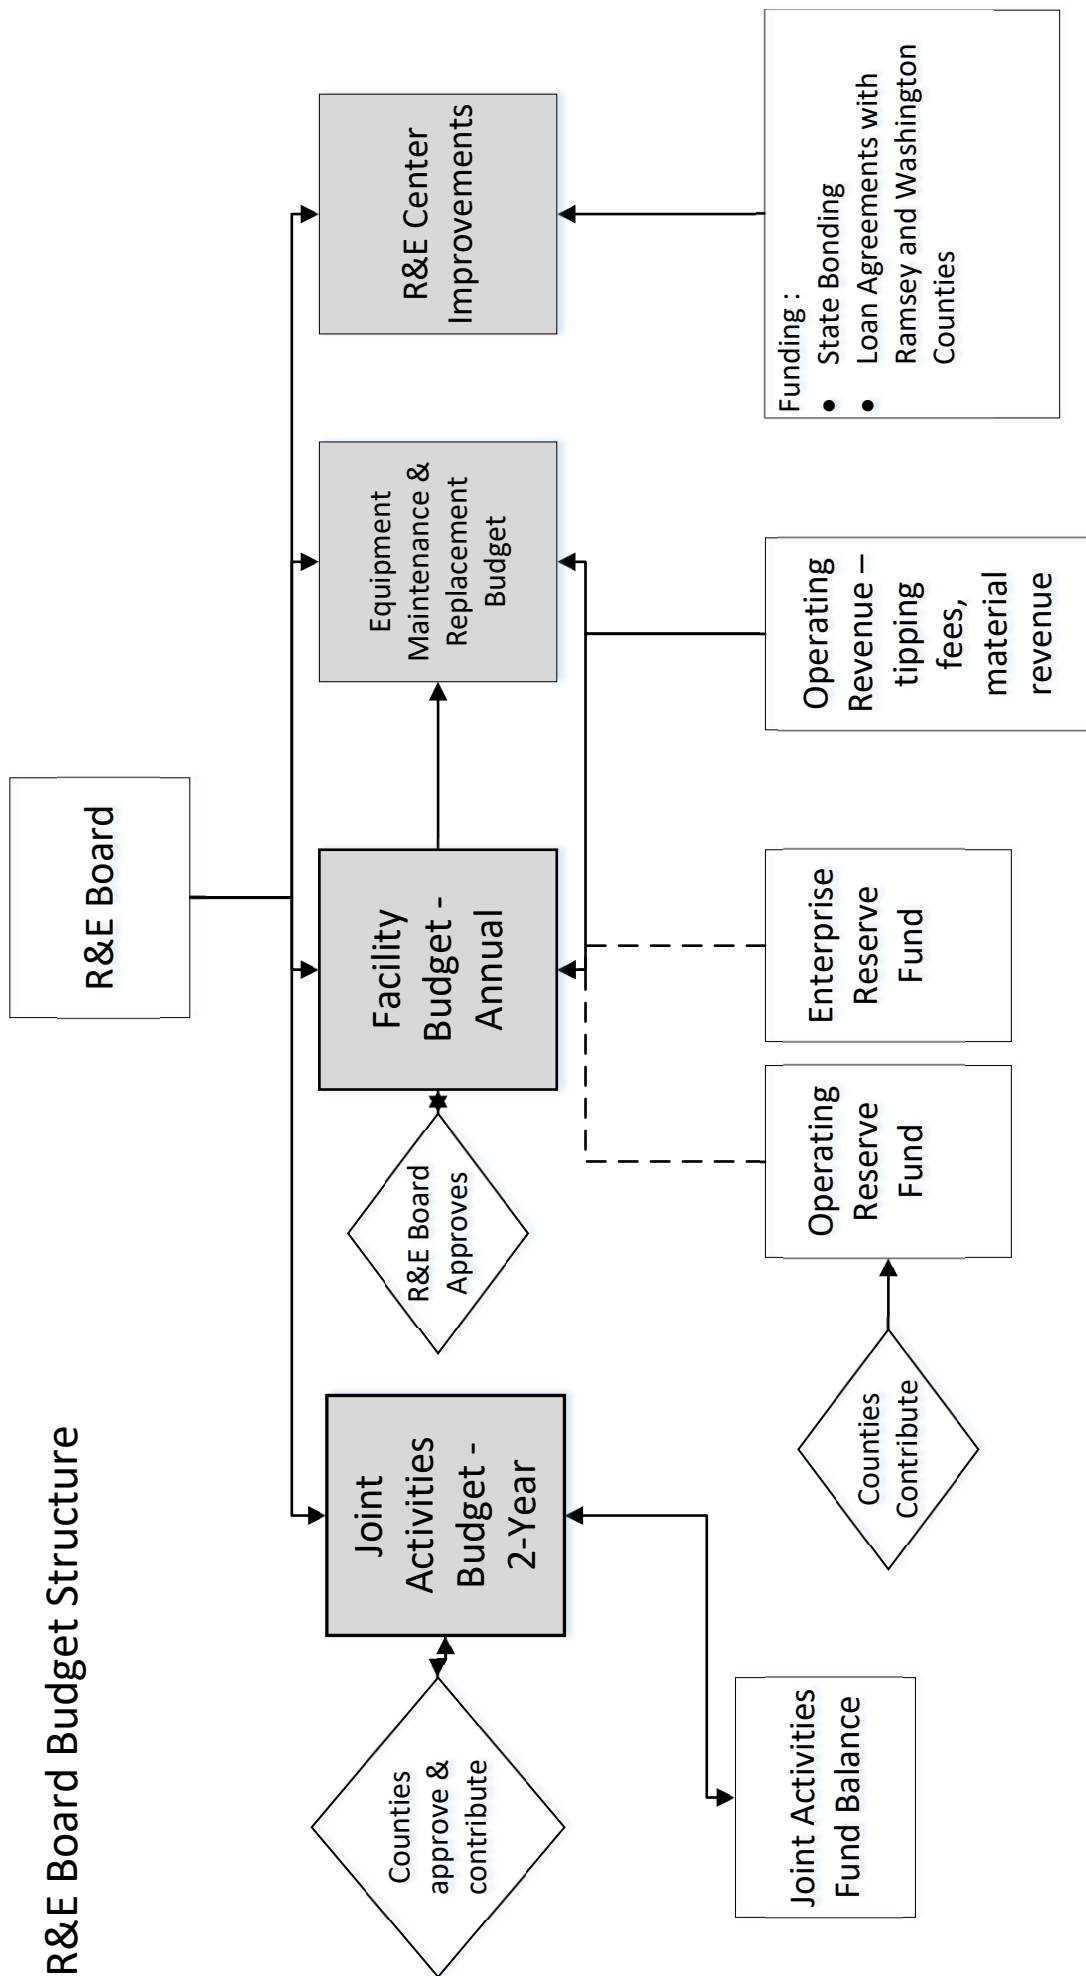 R&E Board Budget Structure
R&E Board
Joint
Activities
Budget -
2-Year
Facility
Budget -
Annual
Equipment
Maintenance &
Replacement
Budget
R&E Center
Improvements
Counties
approve &
contribute
R&E Board
Approves
Joint Activities
Fund Balance
Counties
Contribute
Operating
Reserve
Fund
Enterprise
Reserve
Fund
Operating
Revenue –
tipping
fees,
material
revenue
Funding :
● State Bonding
● Loan Agreements with
Ramsey and Washington
Counties